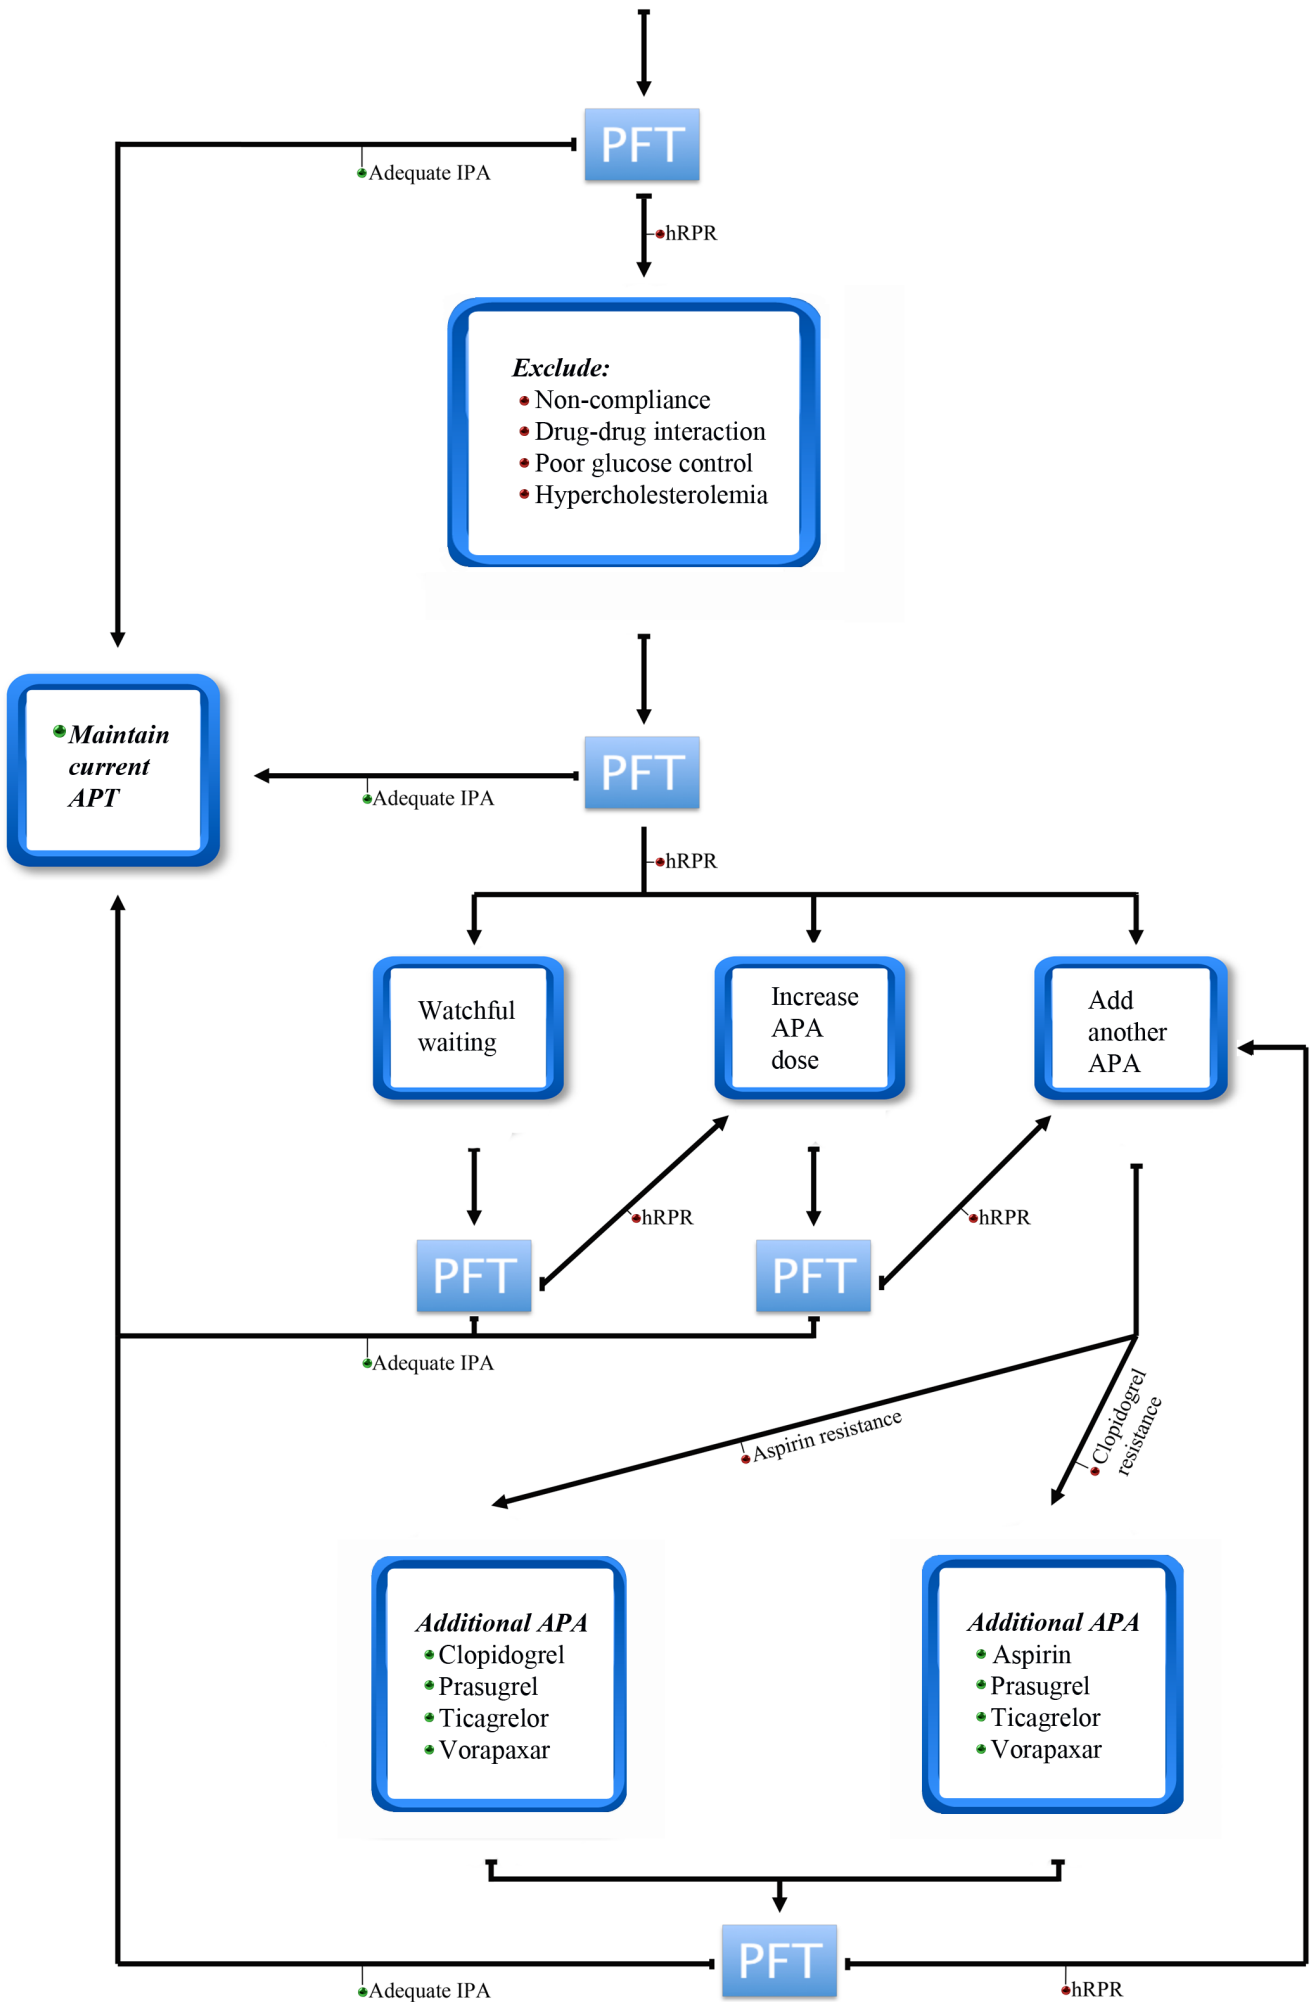 PFT
Adequate IPA
hRPR
Exclude:
Non-compliance
Drug-drug interaction
Poor glucose control
Hypercholesterolemia
Maintain
current
APT
PFT
Adequate IPA
hRPR
Watchful
waiting
Increase
APA
dose
Add
another
APA
hRPR
hRPR
PFT
PFT
Adequate IPA
Aspirin resistance
Clopidogrel
resistance
Additional APA
Clopidogrel
Prasugrel
Ticagrelor
Vorapaxar
Additional APA
Aspirin
Prasugrel
Ticagrelor
Vorapaxar
PFT
Adequate IPA
hRPR